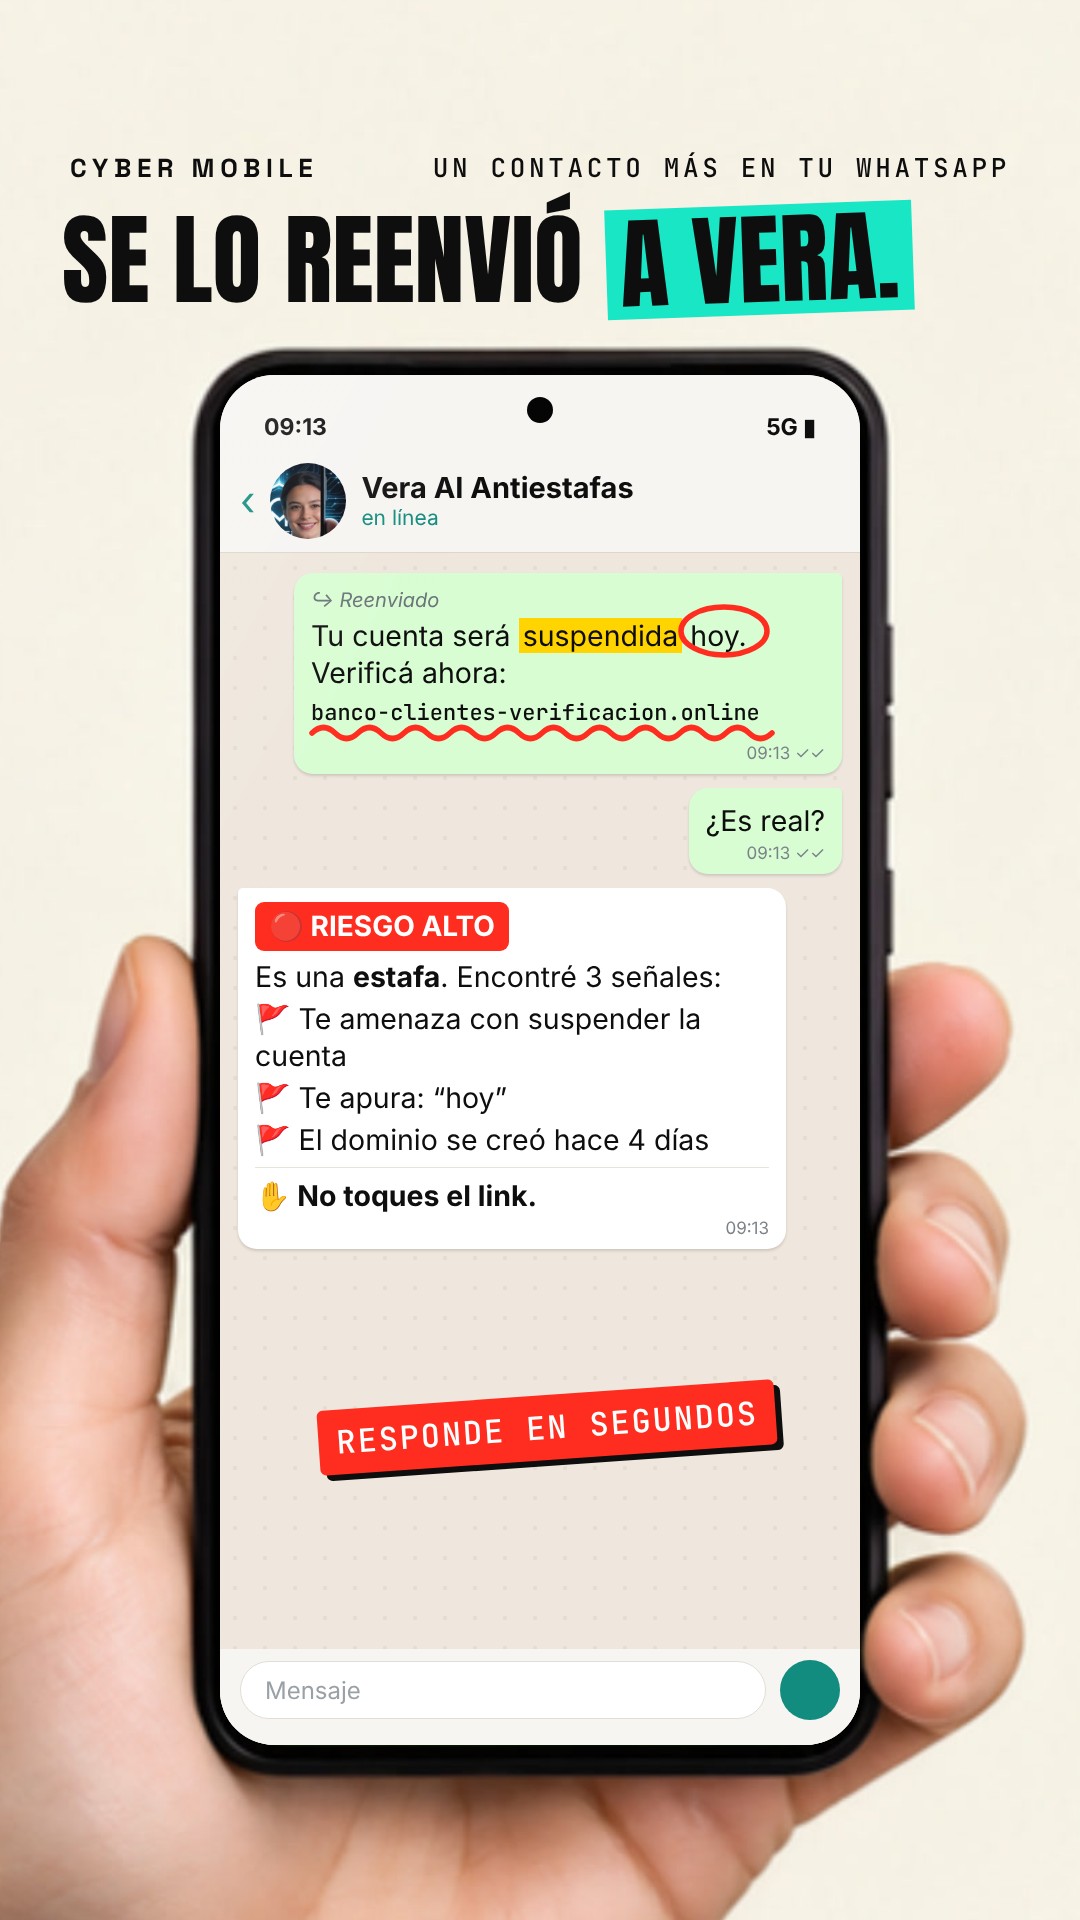 CYBER MOBILE
UN CONTACTO MÁS EN TU WHATSAPP
SE LO REENVIÓ A VERA.
09:13
5G
Vera AI Antiestafas
en línea
Reenviado
Tu cuenta será suspendida hoy.
Verificá ahora:
banco-clientes-verificacion.online
09:13
¿Es real?
09:13
RIESGO ALTO
Es una estafa. Encontré 3 señales:
Te amenaza con suspender la
cuenta
Te apura: “hoy”
El dominio se creó hace 4 días
No toques el link.
09:13
RESPONDE EN SEGUNDOS
Mensaje